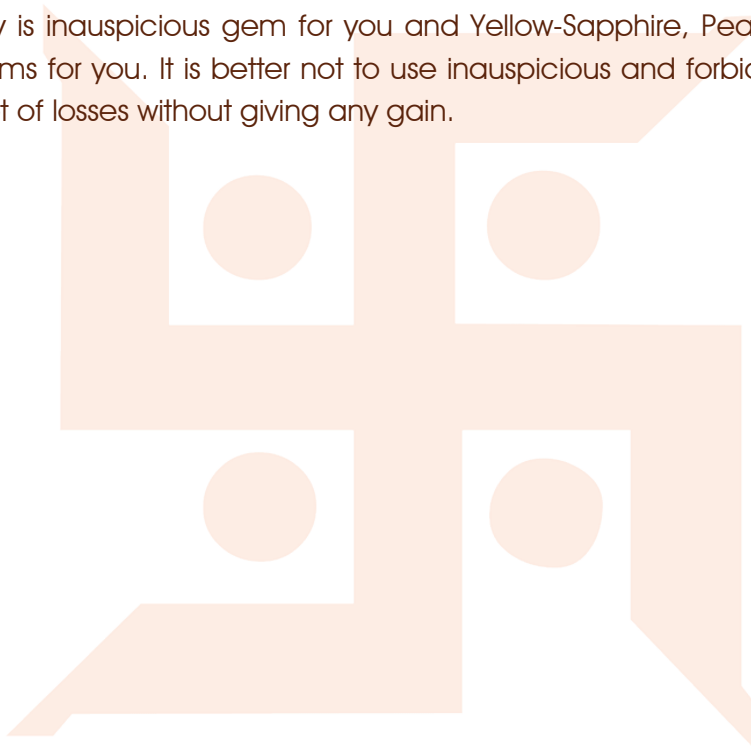 is inauspicious gem for you and Yellow-Sapphire,
for you. It is better not to use inauspicious and
of losses without giving any gain.